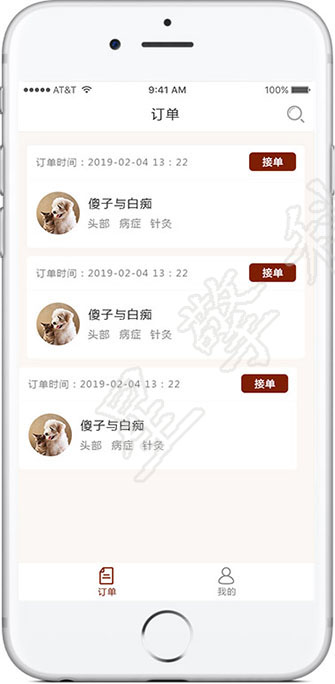 AT&T 9:41 AM 100%
订单
订单时间：2019-02-04 13：22 接单
傻子与白痴
头部 病症 针灸
订单时间：2019-02-04 13：22 接单
傻子与白痴
头部 病症 针灸
订单时间：2019-02-04 13：22 接单
傻子与白痴
头部 病症 针灸
订单 我的